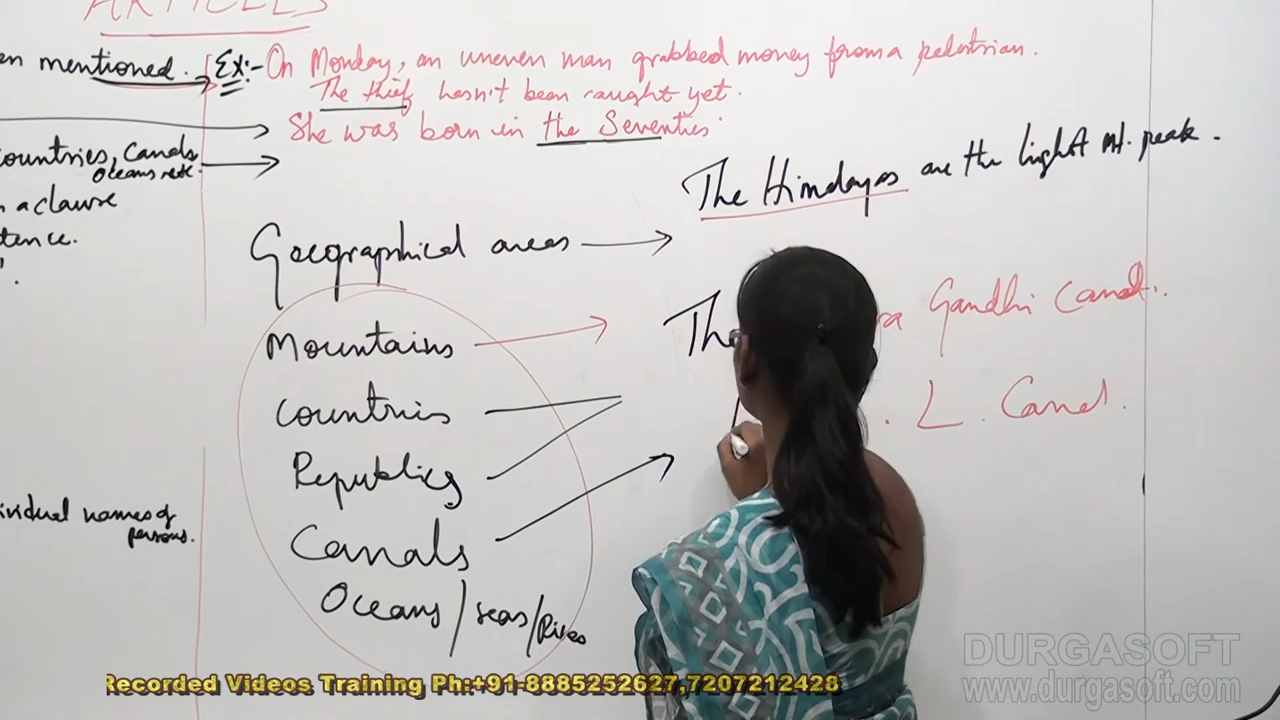 ARTICLES
en mentioned. Ex:- On Monday, an uneven man grabbed money from a pedestrian.
The thief hasn't been caught yet.
She was born in the Seventies.
countries, canals
Oceans
n a clause
tence.
The Himalayas are the highest mt. peak.
Geographical areas
The ra Gandhi Canal.
Mountains
Countries
. L. Canal.
Republics
Canals
ividual names of
persons.
Oceans/seas/Rivers
Recorded Videos Training Ph:+91-8885252627,7207212428
DURGASOFT
www.durgasoft.com